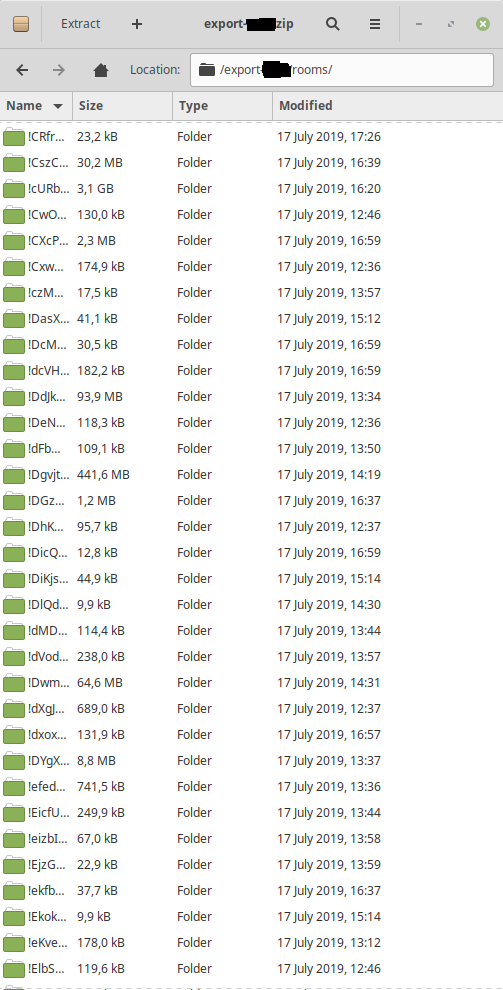 Extract
export-
zip
Location:
/export-
/rooms/
Name Size Type Modified
!CRfr... 23,2 kB Folder 17 July 2019, 17:26
!CszC... 30,2 MB Folder 17 July 2019, 16:39
!cURb... 3,1 GB Folder 17 July 2019, 16:20
!CwO... 130,0 kB Folder 17 July 2019, 12:46
!CXcP... 2,3 MB Folder 17 July 2019, 16:59
!Cxw... 174,9 kB Folder 17 July 2019, 12:36
!czM... 17,5 kB Folder 17 July 2019, 13:57
!DasX... 41,1 kB Folder 17 July 2019, 15:12
!DcM... 30,5 kB Folder 17 July 2019, 16:59
!dcVH... 182,2 kB Folder 17 July 2019, 16:59
!DdJk... 93,9 MB Folder 17 July 2019, 13:34
!DeN... 118,3 kB Folder 17 July 2019, 12:36
!dFb... 109,1 kB Folder 17 July 2019, 13:50
!Dgvjt... 441,6 MB Folder 17 July 2019, 14:19
!DGz... 1,2 MB Folder 17 July 2019, 16:37
!DhK... 95,7 kB Folder 17 July 2019, 12:37
!DicQ... 12,8 kB Folder 17 July 2019, 16:59
!DiKjs... 44,9 kB Folder 17 July 2019, 15:14
!DlQd... 9,9 kB Folder 17 July 2019, 14:30
!dMD... 114,4 kB Folder 17 July 2019, 13:44
!dVod... 238,0 kB Folder 17 July 2019, 13:57
!Dwm... 64,6 MB Folder 17 July 2019, 14:31
!dXgJ... 689,0 kB Folder 17 July 2019, 12:37
!dxox... 131,9 kB Folder 17 July 2019, 16:57
!DYgX... 8,8 MB Folder 17 July 2019, 13:37
!efed... 741,5 kB Folder 17 July 2019, 13:36
!EicfU... 249,9 kB Folder 17 July 2019, 13:44
!eizbI... 67,0 kB Folder 17 July 2019, 13:58
!EjzG... 22,9 kB Folder 17 July 2019, 13:59
!ekfb... 37,7 kB Folder 17 July 2019, 16:37
!Ekok... 9,9 kB Folder 17 July 2019, 15:14
!eKve... 178,0 kB Folder 17 July 2019, 13:12
!ElbS... 119,6 kB Folder 17 July 2019, 12:46